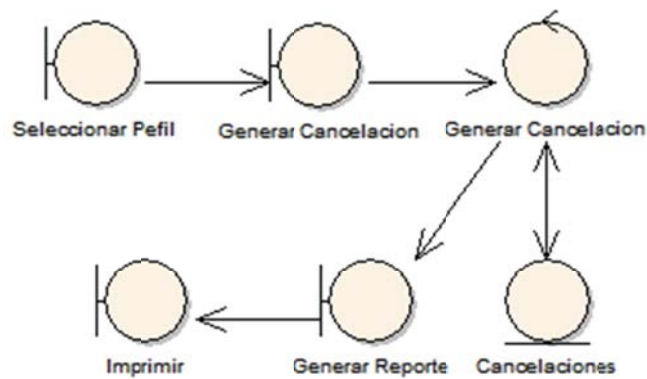 Seleccionar Pefil
Generar Cancelacion
Generar Cancelacion
Imprimir
Generar Reporte
Cancelaciones